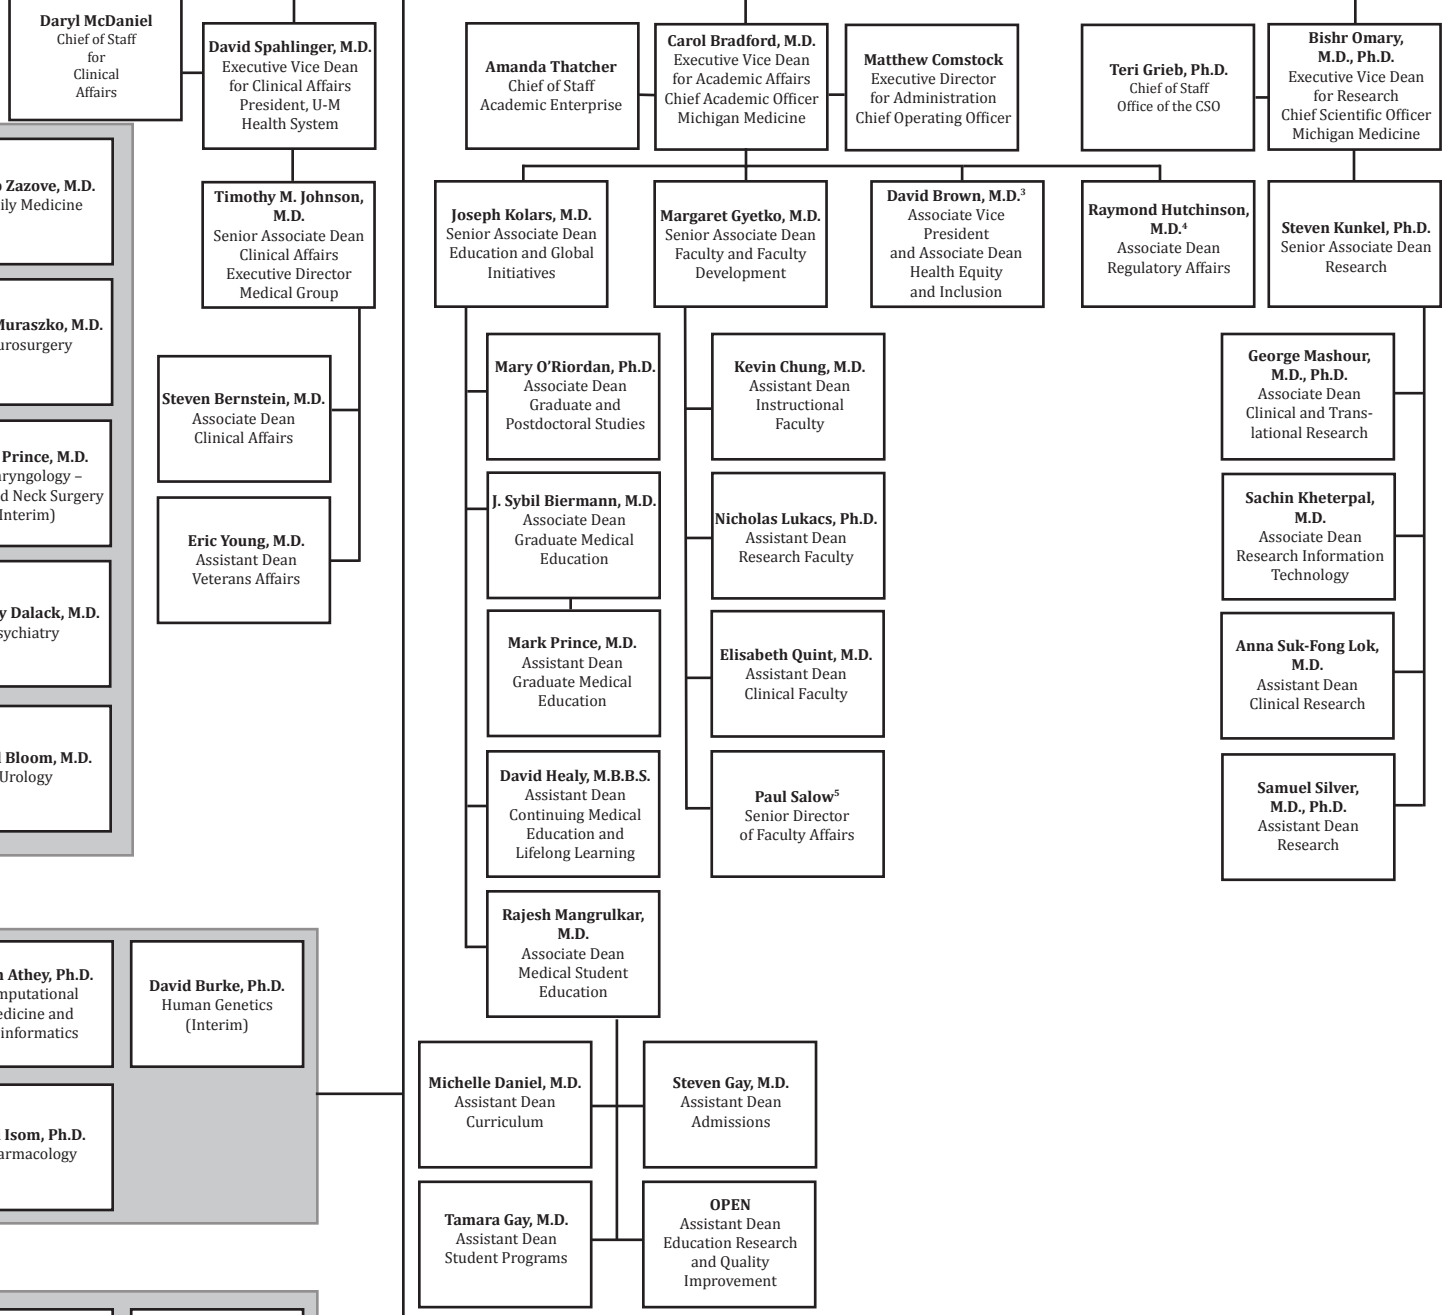 Daryl McDaniel
Chief of Staff
for
Clinical
Affairs
David Spahlinger, M.D.
Executive Vice Dean
for Clinical Affairs
President, U-M
Health System
Amanda Thatcher
Chief of Staff
Academic Enterprise
Carol Bradford, M.D.
Executive Vice Dean
for Academic Affairs
Chief Academic Officer
Michigan Medicine
Matthew Comstock
Executive Director
for Administration
Chief Operating Officer
Teri Grieb, Ph.D.
Chief of Staff
Office of the CSO
Bishr Omary,
M.D., Ph.D.
Executive Vice Dean
for Research
Chief Scientific Officer
Michigan Medicine
Zazove, M.D.
Medicine
Muraszko, M.D.
Prince, M.D.
Neck Surgery
Interim)
Dalack, M.D.
Bloom, M.D.
Urology
Timothy M. Johnson,
M.D.
Senior Associate Dean
Clinical Affairs
Executive Director
Medical Group
Steven Bernstein, M.D.
Associate Dean
Clinical Affairs
Eric Young, M.D.
Assistant Dean
Veterans Affairs
Joseph Kolars, M.D.
Senior Associate Dean
Education and Global
Initiatives
Margaret Gyetko, M.D.
Senior Associate Dean
Faculty and Faculty
Development
David Brown, M.D.³
Associate Vice
President
and Associate Dean
Health Equity
and Inclusion
Raymond Hutchinson,
M.D.⁴
Associate Dean
Regulatory Affairs
Steven Kunkel, Ph.D.
Senior Associate Dean
Research
Mary O’Riordan, Ph.D.
Associate Dean
Graduate and
Postdoctoral Studies
J. Sybil Biermann, M.D.
Associate Dean
Graduate Medical
Education
Mark Prince, M.D.
Assistant Dean
Graduate Medical
Education
David Healy, M.B.B.S.
Assistant Dean
Continuing Medical
Education and
Lifelong Learning
Rajesh Mangrulkar,
M.D.
Associate Dean
Medical Student
Education
Kevin Chung, M.D.
Assistant Dean
Instructional
Faculty
Nicholas Lukacs, Ph.D.
Assistant Dean
Research Faculty
Elisabeth Quint, M.D.
Assistant Dean
Clinical Faculty
Paul Salow⁵
Senior Director
of Faculty Affairs
George Mashour,
M.D., Ph.D.
Associate Dean
Clinical and Trans-
lational Research
Sachin Kheterpal,
M.D.
Associate Dean
Research Information
Technology
Anna Suk-Fong Lok,
M.D.
Assistant Dean
Clinical Research
Samuel Silver,
M.D., Ph.D.
Assistant Dean
Research
Athey, Ph.D.
and
David Burke, Ph.D.
Human Genetics
(Interim)
Isom, Ph.D.
Michelle Daniel, M.D.
Assistant Dean
Curriculum
Steven Gay, M.D.
Assistant Dean
Admissions
Tamara Gay, M.D.
Assistant Dean
Student Programs
OPEN
Assistant Dean
Education Research
and Quality
Improvement